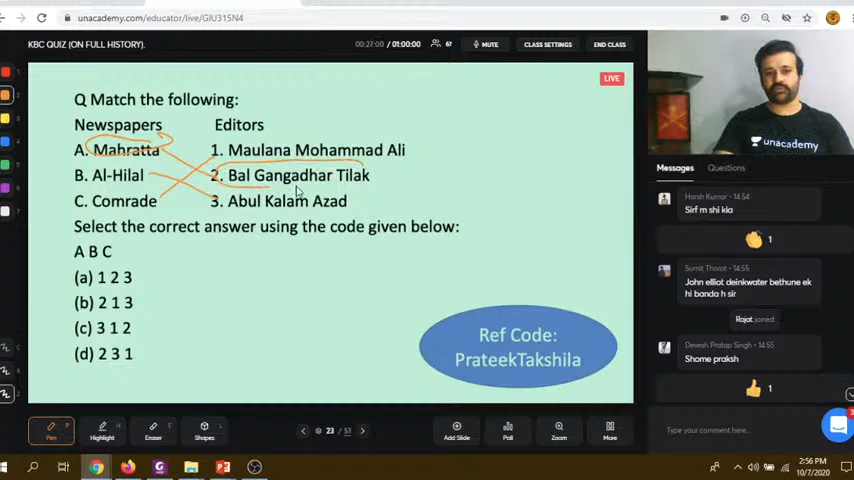 unacademy.com/educator/live/GIU315N4
KBC QUIZ (ON FULL HISTORY).
00:27:00 / 01:00:00
67
MUTE
CLASS SETTINGS
END CLASS
LIVE
Q Match the following:
Newspapers Editors
A. Mahratta 1. Maulana Mohammad Ali
B. Al-Hilal 2. Bal Gangadhar Tilak
C. Comrade 3. Abul Kalam Azad
Select the correct answer using the code given below:
A B C
(a) 1 2 3
(b) 2 1 3
(c) 3 1 2
(d) 2 3 1
Ref Code:
PrateekTakshila
unacademy
Messages Questions
Harsh Kumar 14:54
Sirf m shi kia
1
Sumit Thorat 14:55
John elliot deinkwater bethune ek
hi banda h sir
Rajat joined
Devesh Pratap Singh 14:55
Shome praksh
1
Type your comment here...
Pen
Highlight
Eraser
Shapes
23 / 51
Add Slide
Poll
Zoom
More
2:56 PM
10/7/2020